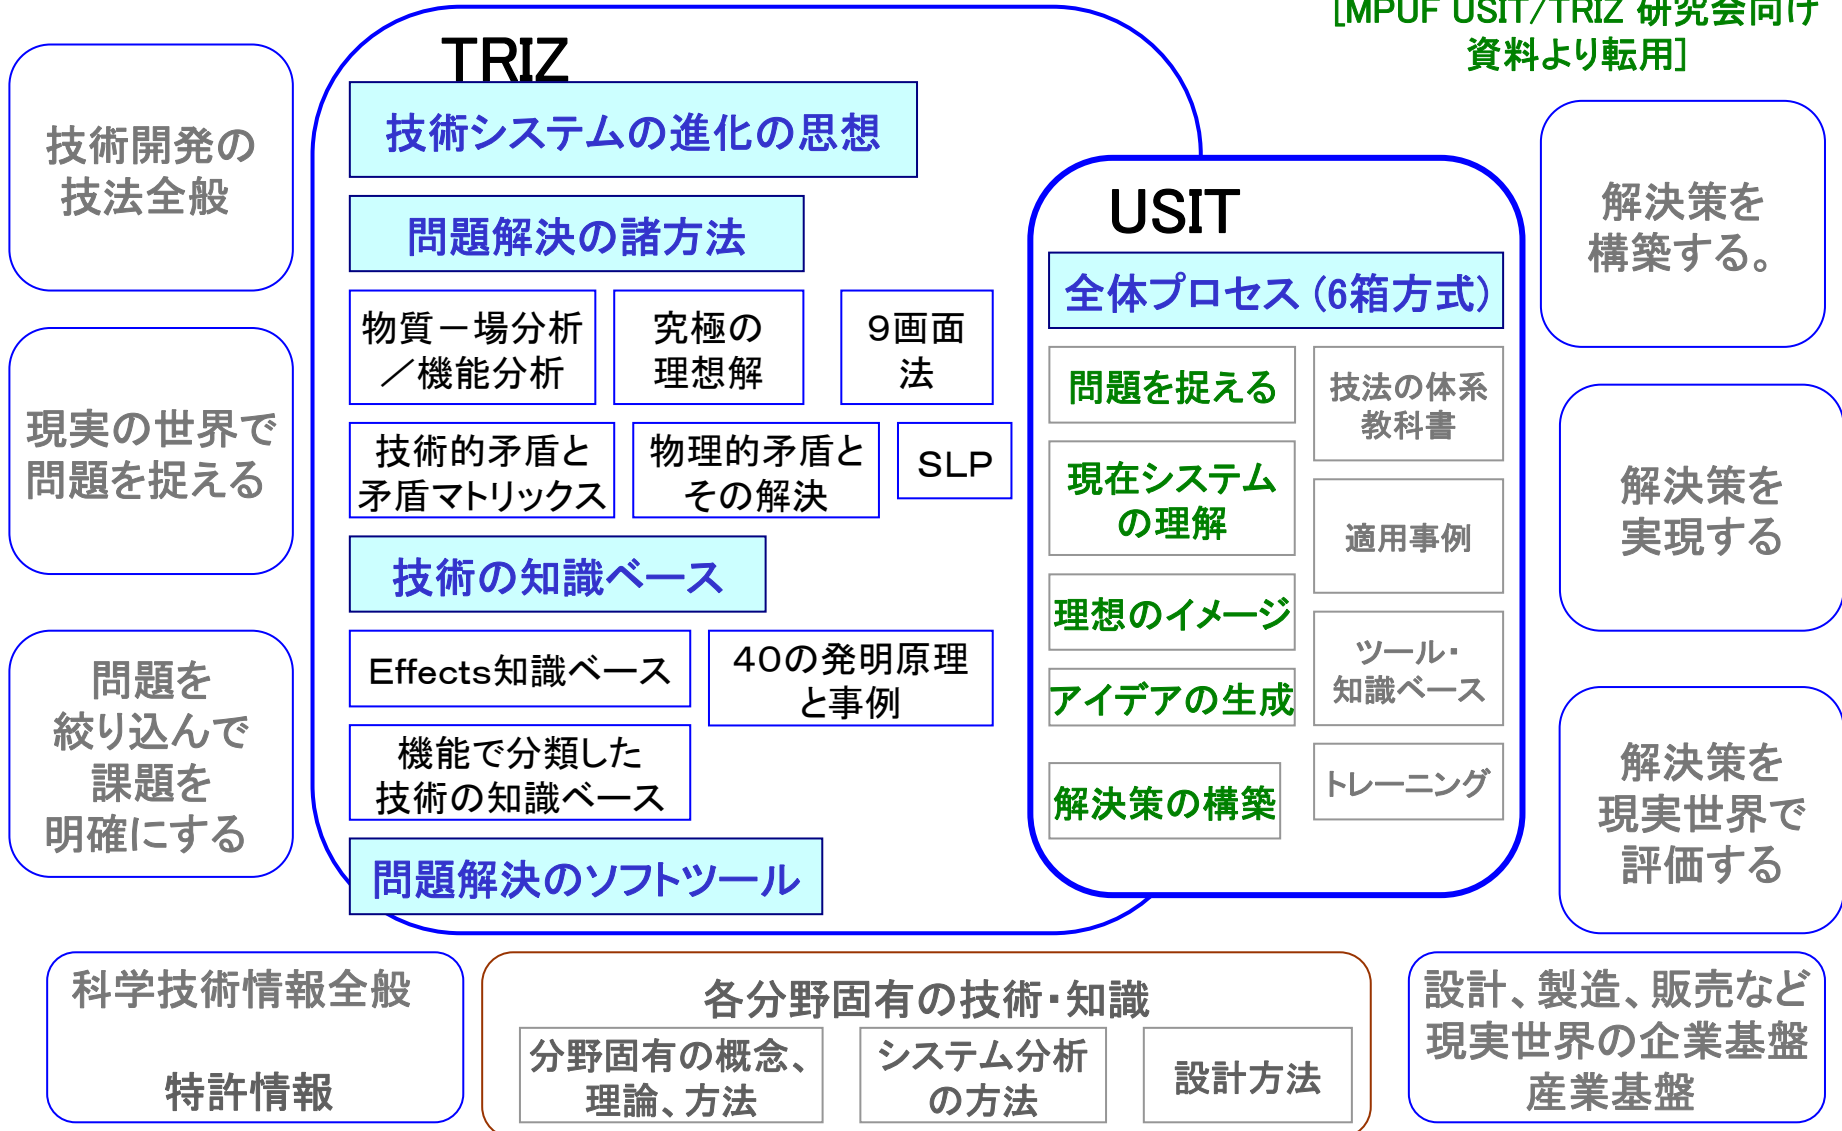 [MPUF USIT/TRIZ 研究会向け
資料より転用]
技術開発の
技法全般
現実の世界で
問題を捉える
問題を
絞り込んで
課題を
明確にする
TRIZ
技術システムの進化の思想
問題解決の諸方法
物質－場分析
／機能分析
究極の
理想解
9画面
法
技術的矛盾と
矛盾マトリックス
物理的矛盾と
その解決
SLP
技術の知識ベース
Effects知識ベース
40の発明原理
と事例
機能で分類した
技術の知識ベース
問題解決のソフトツール
USIT
全体プロセス（6箱方式）
問題を捉える
現在システム
の理解
理想のイメージ
アイデアの生成
解決策の構築
技法の体系
教科書
適用事例
ツール・
知識ベース
トレーニング
解決策を
構築する。
解決策を
実現する
解決策を
現実世界で
評価する
科学技術情報全般
特許情報
各分野固有の技術・知識
分野固有の概念、
理論、方法
システム分析
の方法
設計方法
設計、製造、販売など
現実世界の企業基盤
産業基盤